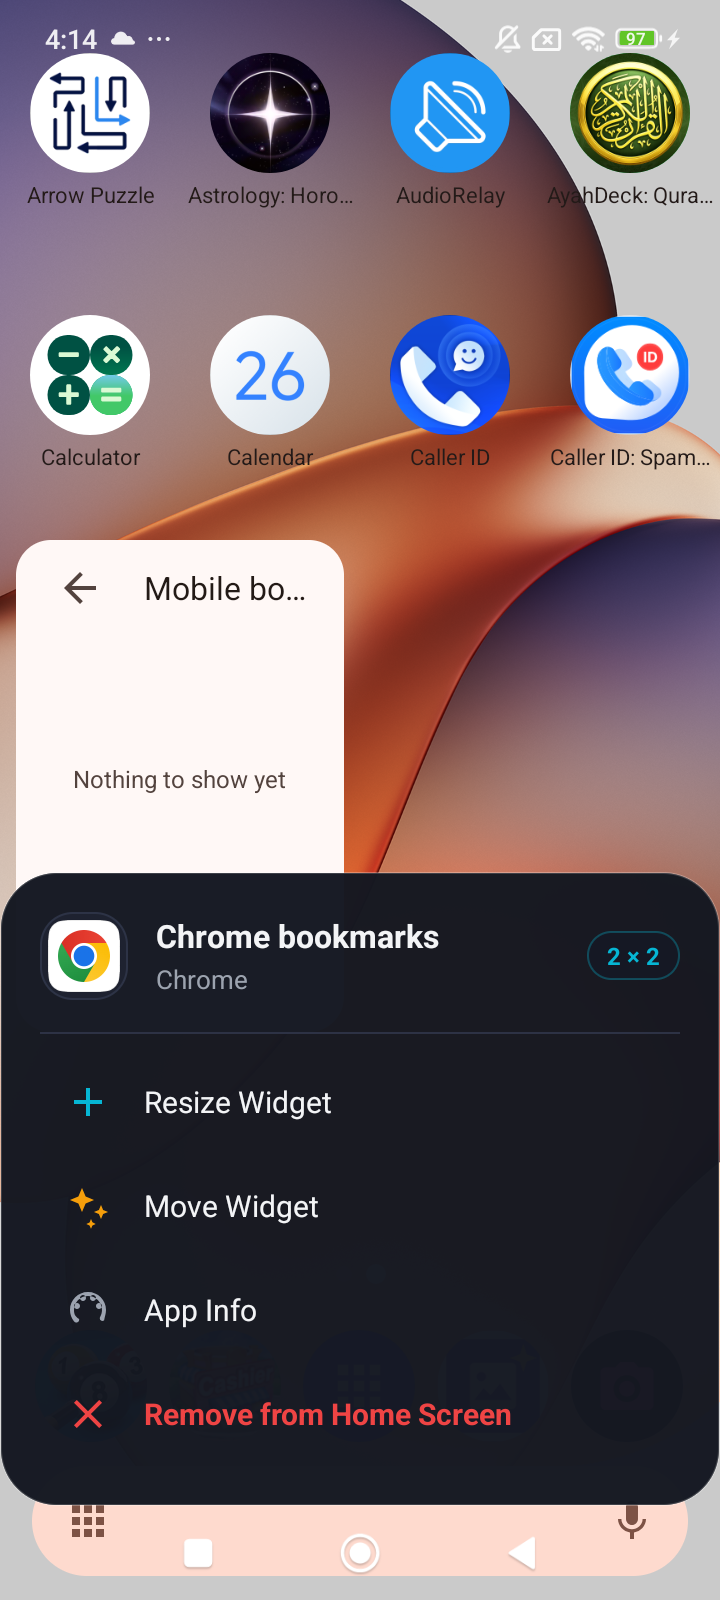 4:14
97
Arrow Puzzle
Astrology: Horo...
AudioRelay
AyahDeck: Qura...
ID
Calculator
26
Calendar
Caller ID
Caller ID: Spam...
Mobile bo...
Nothing to show yet
Chrome bookmarks
Chrome
2 × 2
Resize Widget
Move Widget
App Info
Remove from Home Screen